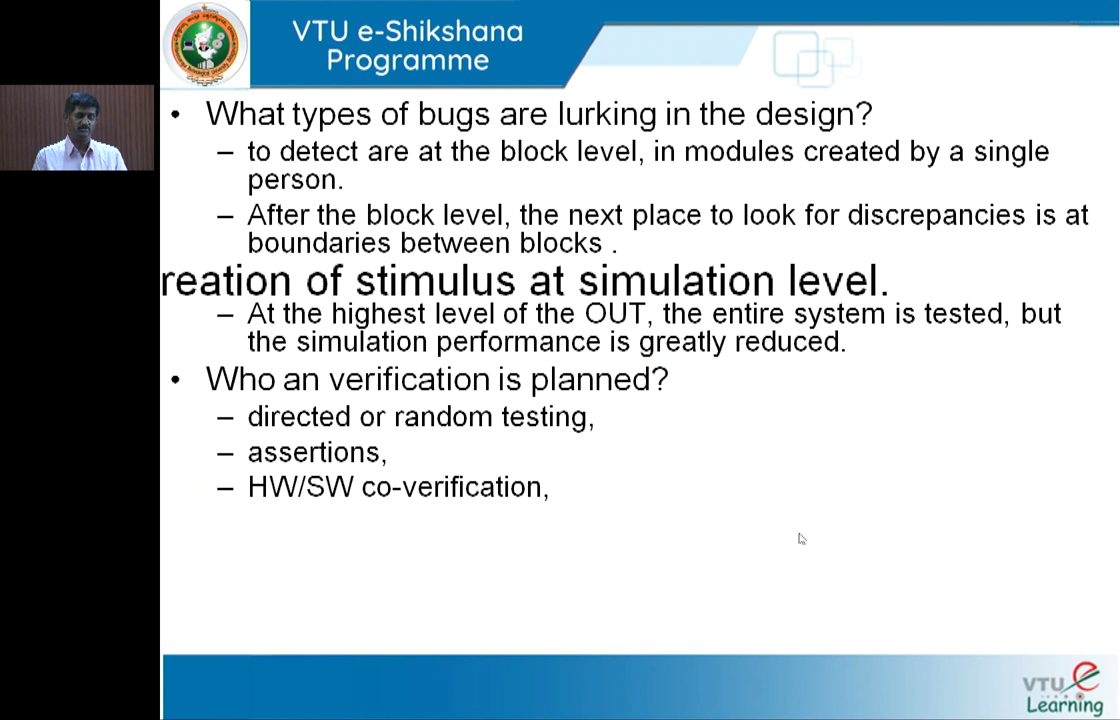 VTU e-Shikshana
Programme
• What types of bugs are lurking in the design?
– to detect are at the block level, in modules created by a single
person.
– After the block level, the next place to look for discrepancies is at
boundaries between blocks .
reation of stimulus at simulation level.
– At the highest level of the OUT, the entire system is tested, but
the simulation performance is greatly reduced.
• Who an verification is planned?
– directed or random testing,
– assertions,
– HW/SW co-verification,
VTU e
Learning